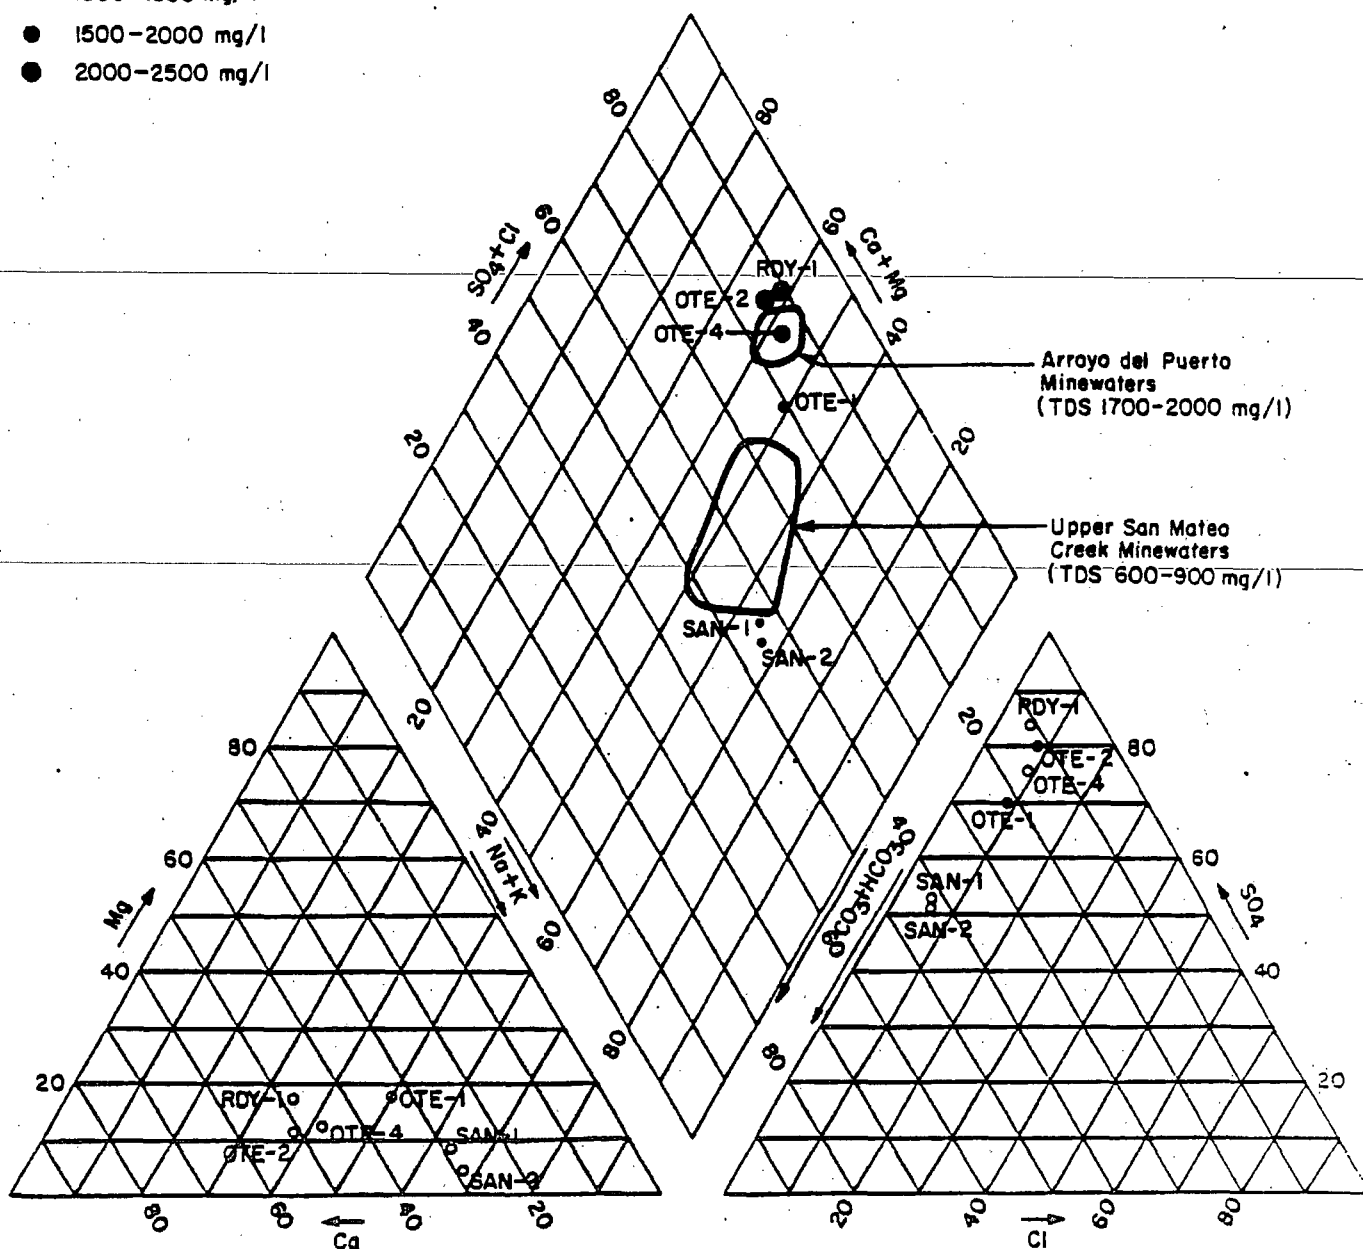 1500-2000 mg/l
2000-2500 mg/l
80
80
60
60
SO4+Cl
Ca+Mg
RDY-1
OTE-2
OTE-4
40
40
Arroyo del Puerto
Minewaters
(TDS 1700-2000 mg/l)
OTE-1
20
20
Upper San Mateo
Creek Minewaters
(TDS 600-900 mg/l)
SAN-1
SAN-2
20
20
RDY-1
80
80
OTE-2
OTE-4
OTE-1
40
Na+K
60
60
60
SAN-1
SO4
Mg
SAN-2
CO3+HCO3
40
40
80
80
20
20
RDY-1
OTE-1
OTE-4
SAN-1
OTE-2
80
60
Ca
40
20
20
40
Cl
60
80